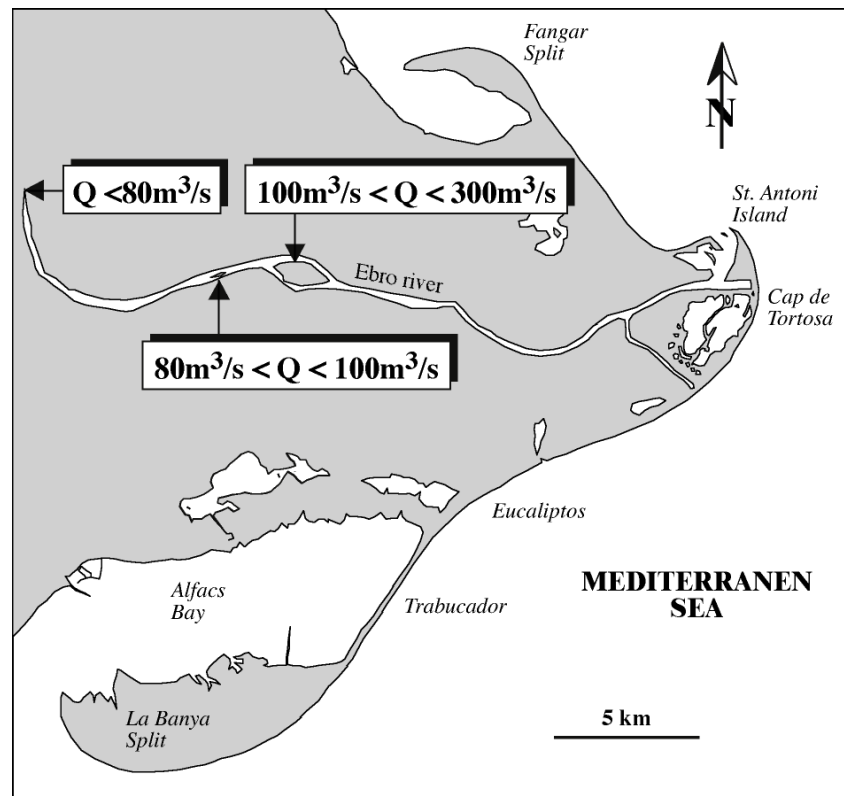 Fangar
Split
N
Q <80m³/s
100m³/s < Q < 300m³/s
St. Antoni
Island
Ebro river
Cap de
Tortosa
80m³/s < Q < 100m³/s
Eucaliptos
Alfacs
Bay
Trabucador
MEDITERRANEN
SEA
La Banya
Split
5 km